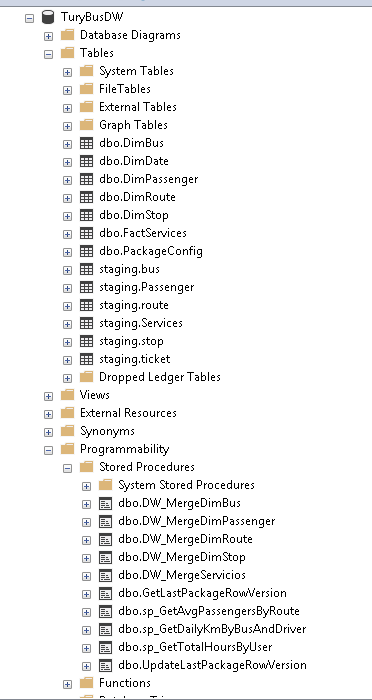 TuryBusDW
Database Diagrams
Tables
System Tables
FileTables
External Tables
Graph Tables
dbo.DimBus
dbo.DimDate
dbo.DimPassenger
dbo.DimRoute
dbo.DimStop
dbo.FactServices
dbo.PackageConfig
staging.bus
staging.Passenger
staging.route
staging.Services
staging.stop
staging.ticket
Dropped Ledger Tables
Views
External Resources
Synonyms
Programmability
Stored Procedures
System Stored Procedures
dbo.DW_MergeDimBus
dbo.DW_MergeDimPassenger
dbo.DW_MergeDimRoute
dbo.DW_MergeDimStop
dbo.DW_MergeServicios
dbo.GetLastPackageRowVersion
dbo.sp_GetAvgPassengersByRoute
dbo.sp_GetDailyKmByBusAndDriver
dbo.sp_GetTotalHoursByUser
dbo.UpdateLastPackageRowVersion
Functions